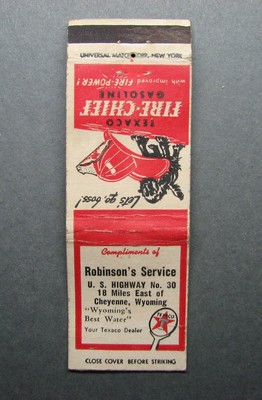 UNIVERSAL MATCH CORP., NEW YORK
with improved FIRE-POWER!
FIRE-CHIEF
GASOLINE
TEXACO
Let's go, boss!
Compliments of
Robinson's Service
U. S. HIGHWAY No. 30
18 Miles East of
Cheyenne, Wyoming
"Wyoming's
Best Water"
Your Texaco Dealer
TEXACO
T
CLOSE COVER BEFORE STRIKING